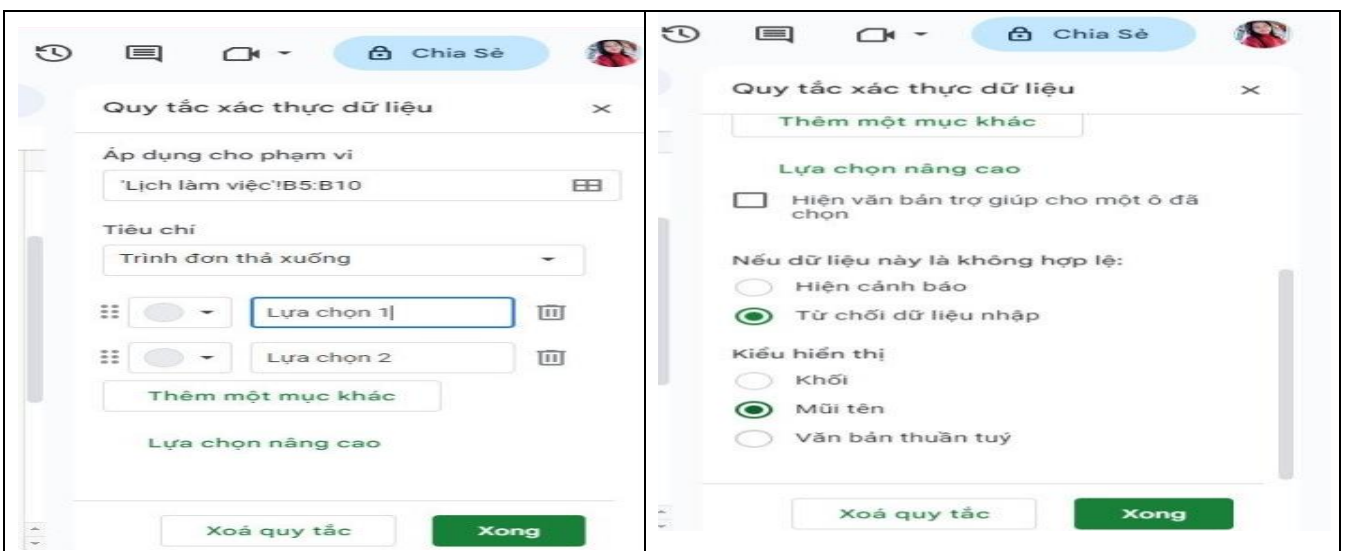 Chia Sẻ
Quy tắc xác thực dữ liệu
Áp dụng cho phạm vi
'Lịch làm việc'!B5:B10
Tiêu chí
Trình đơn thả xuống
Lựa chọn 1
Lựa chọn 2
Thêm một mục khác
Lựa chọn nâng cao
Xoá quy tắc
Xong
Chia Sẻ
Quy tắc xác thực dữ liệu
Thêm một mục khác
Lựa chọn nâng cao
Hiện văn bản trợ giúp cho một ô đã
chọn
Nếu dữ liệu này là không hợp lệ:
Hiện cảnh báo
Từ chối dữ liệu nhập
Kiểu hiển thị
Khối
Mũi tên
Văn bản thuần tuý
Xoá quy tắc
Xong